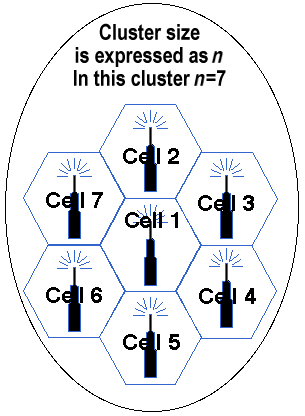 Cluster size
is expressed as n
In this cluster n=7
Cell 2
Cell 7
Cell 3
Cell 1
Cell 6
Cell 4
Cell 5